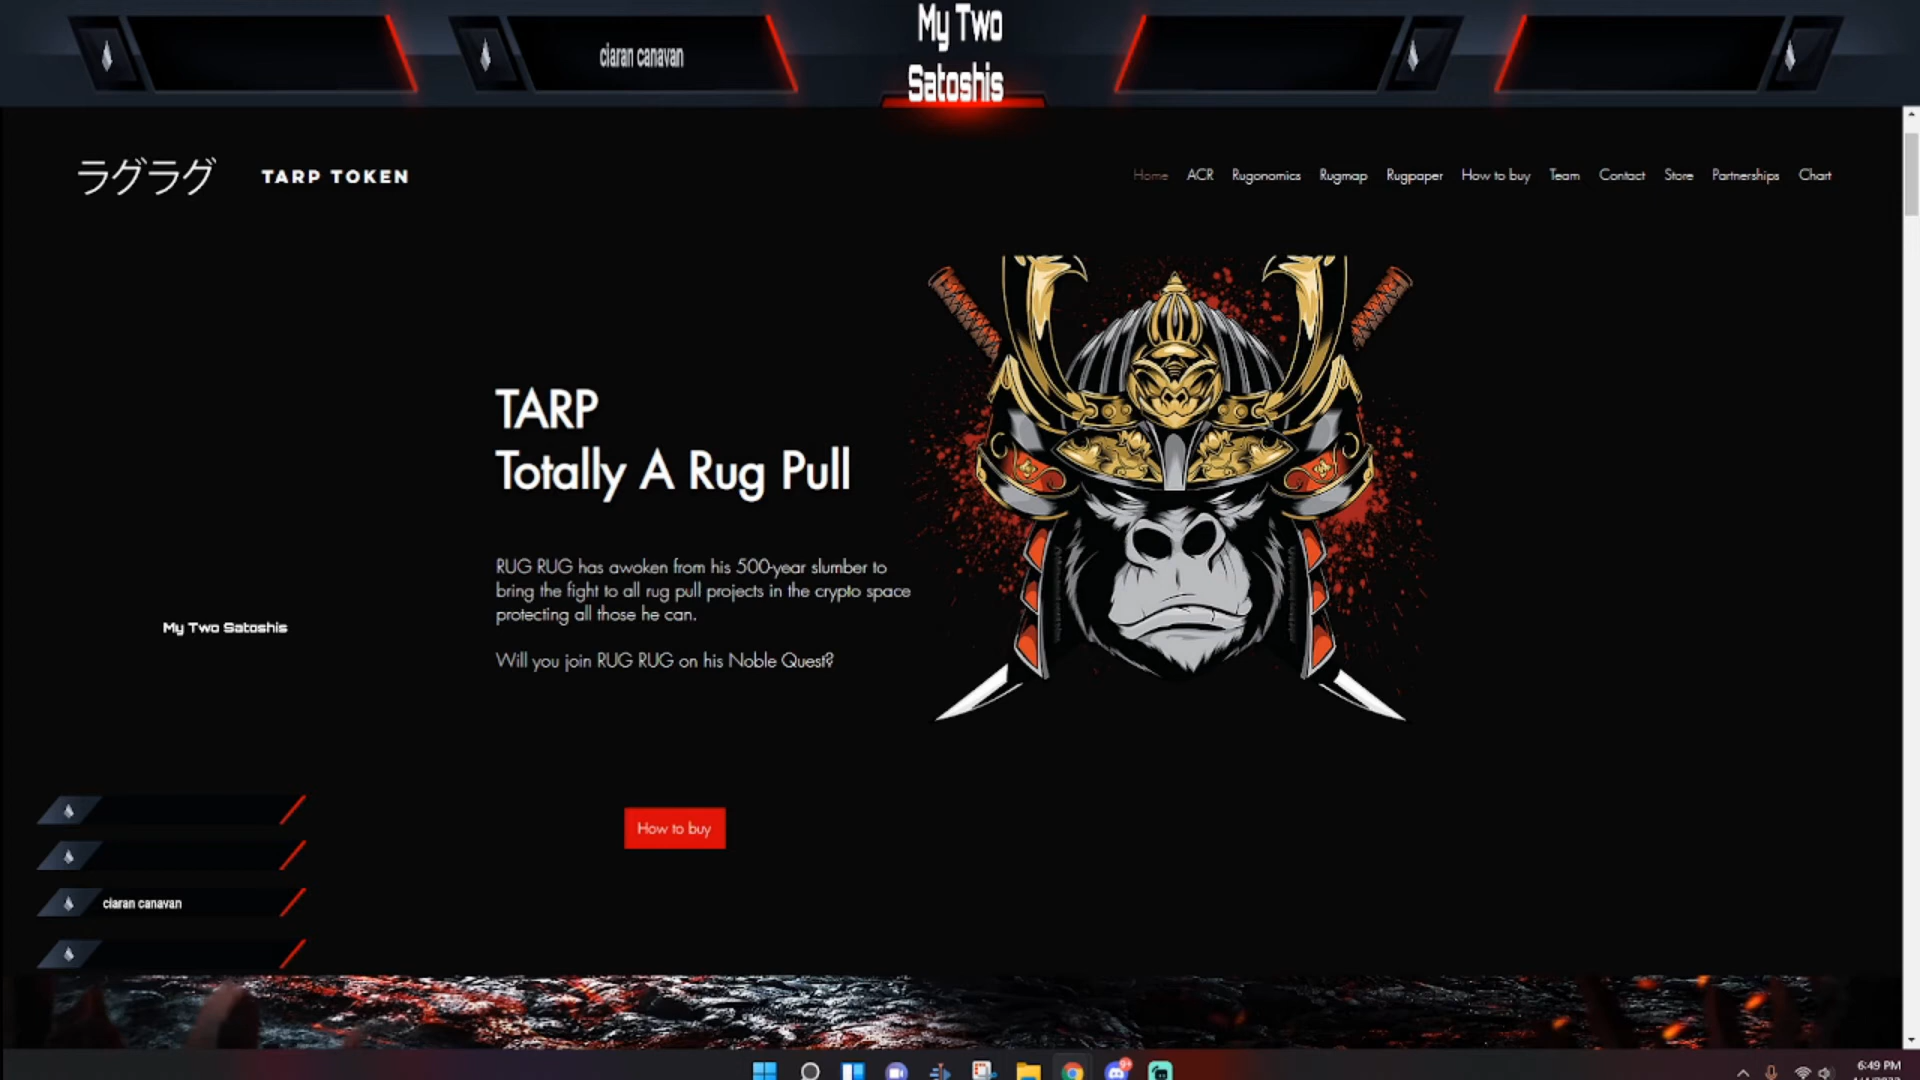 My Two
Satoshis
ciaran canavan
ラグラグ
TARP TOKEN
Home ACR Rugonomics Rugmap Rugpaper How to buy Team Contact Store Partnerships Chart
TARP
Totally A Rug Pull
RUG RUG has awoken from his 500-year slumber to
bring the fight to all rug pull projects in the crypto space
protecting all those he can.
Will you join RUG RUG on his Noble Quest?
My Two Satoshis
How to buy
ciaran canavan
6:49 PM